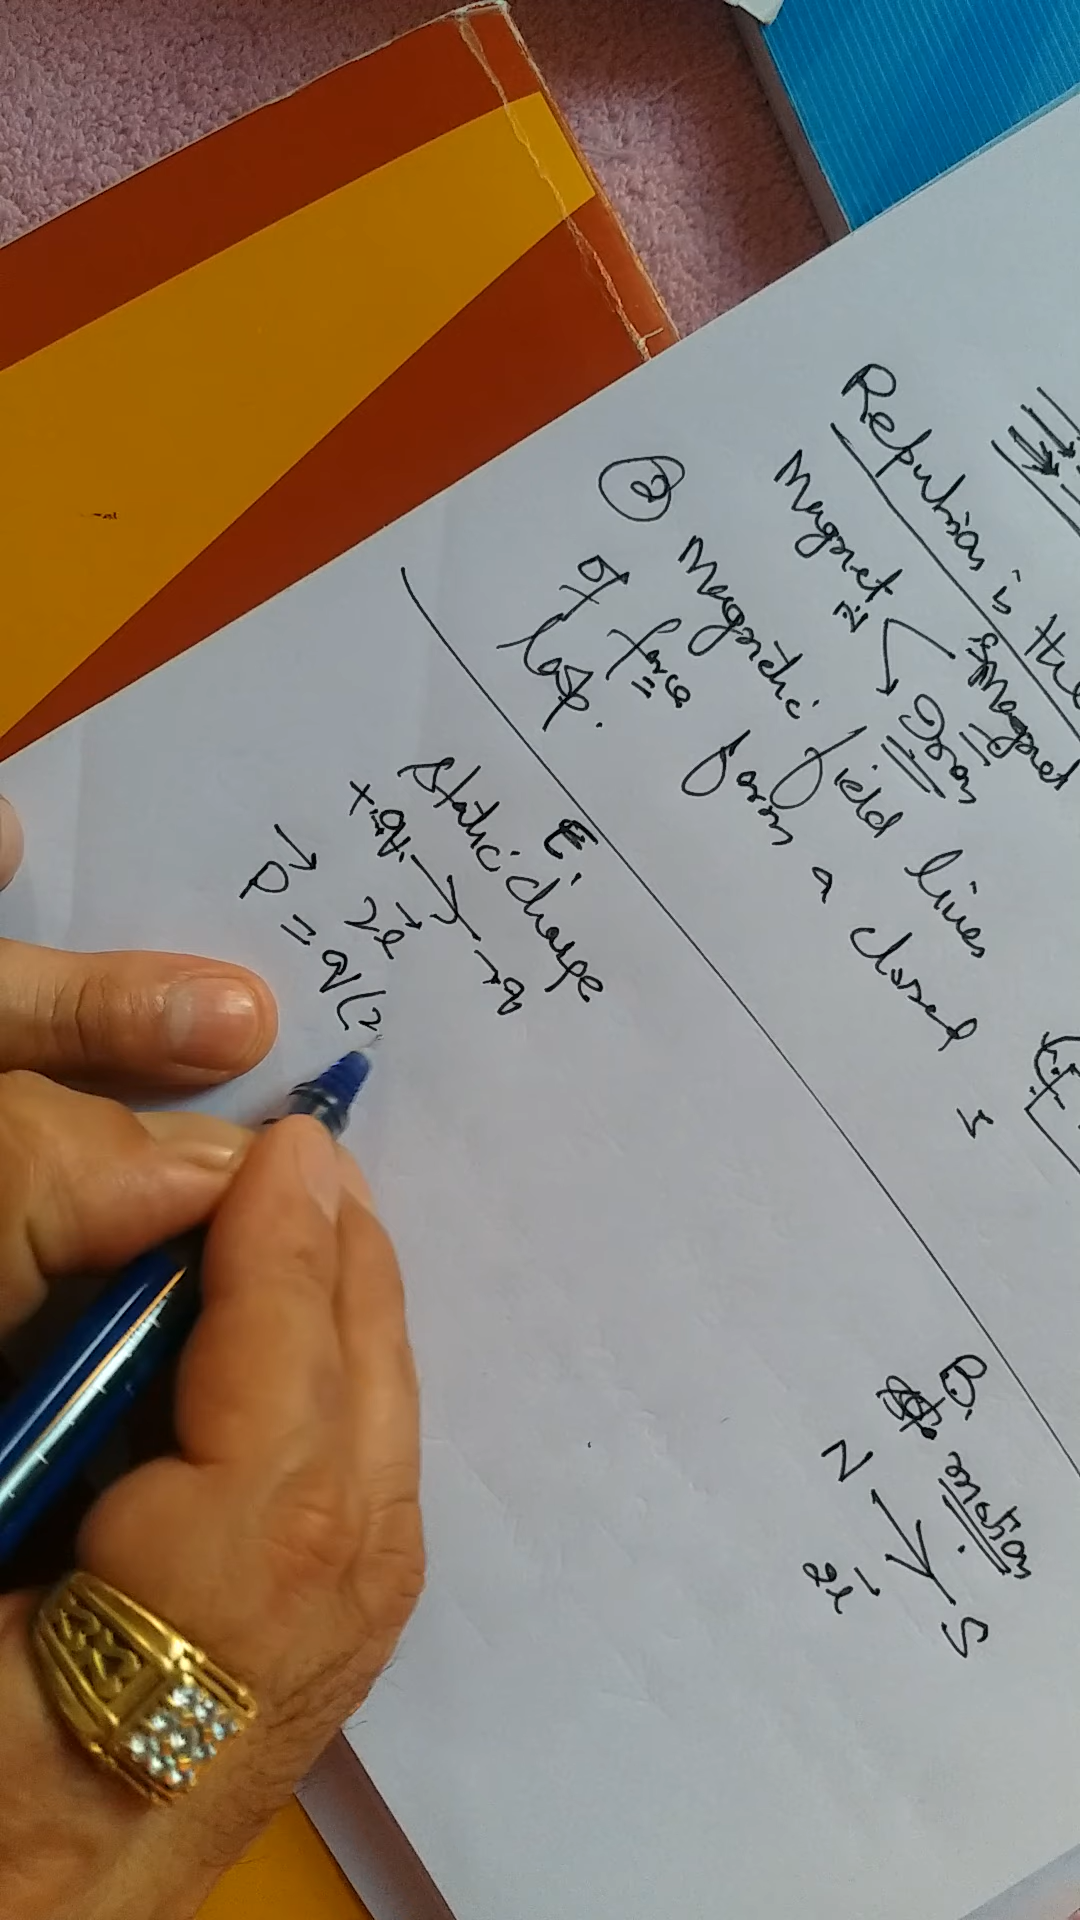 Repulsion is the
Magnet Magnet
N S
Iron
② Magnetic field lines
of force form a closed
loop.
E
Static charge
+q -q
2l
p = q(2
B.
motion
N S
2l